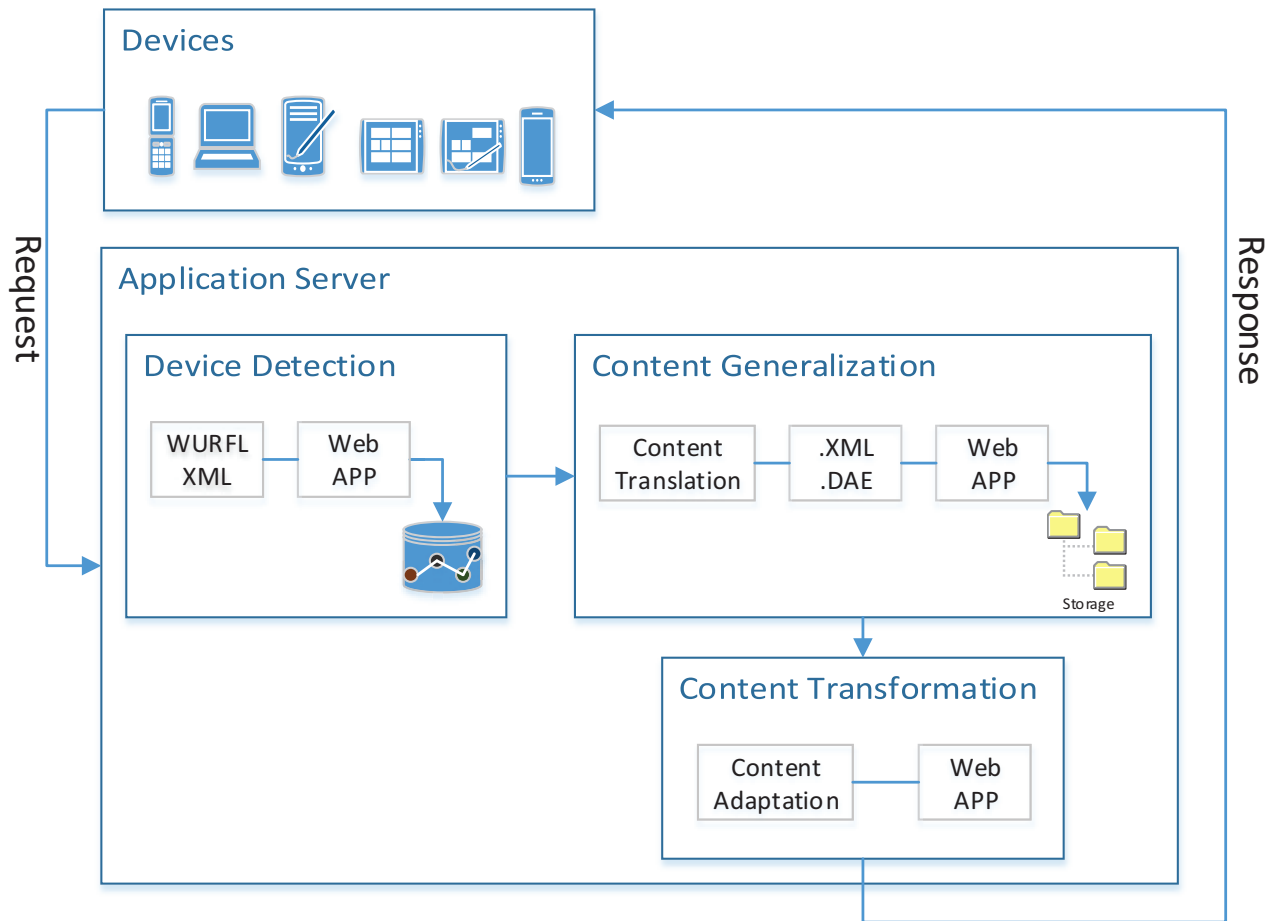 Devices
Request
Response
Application Server
Device Detection
WURFL
XML
Web
APP
Content Generalization
Content
Translation
.XML
.DAE
Web
APP
Storage
Content Transformation
Content
Adaptation
Web
APP